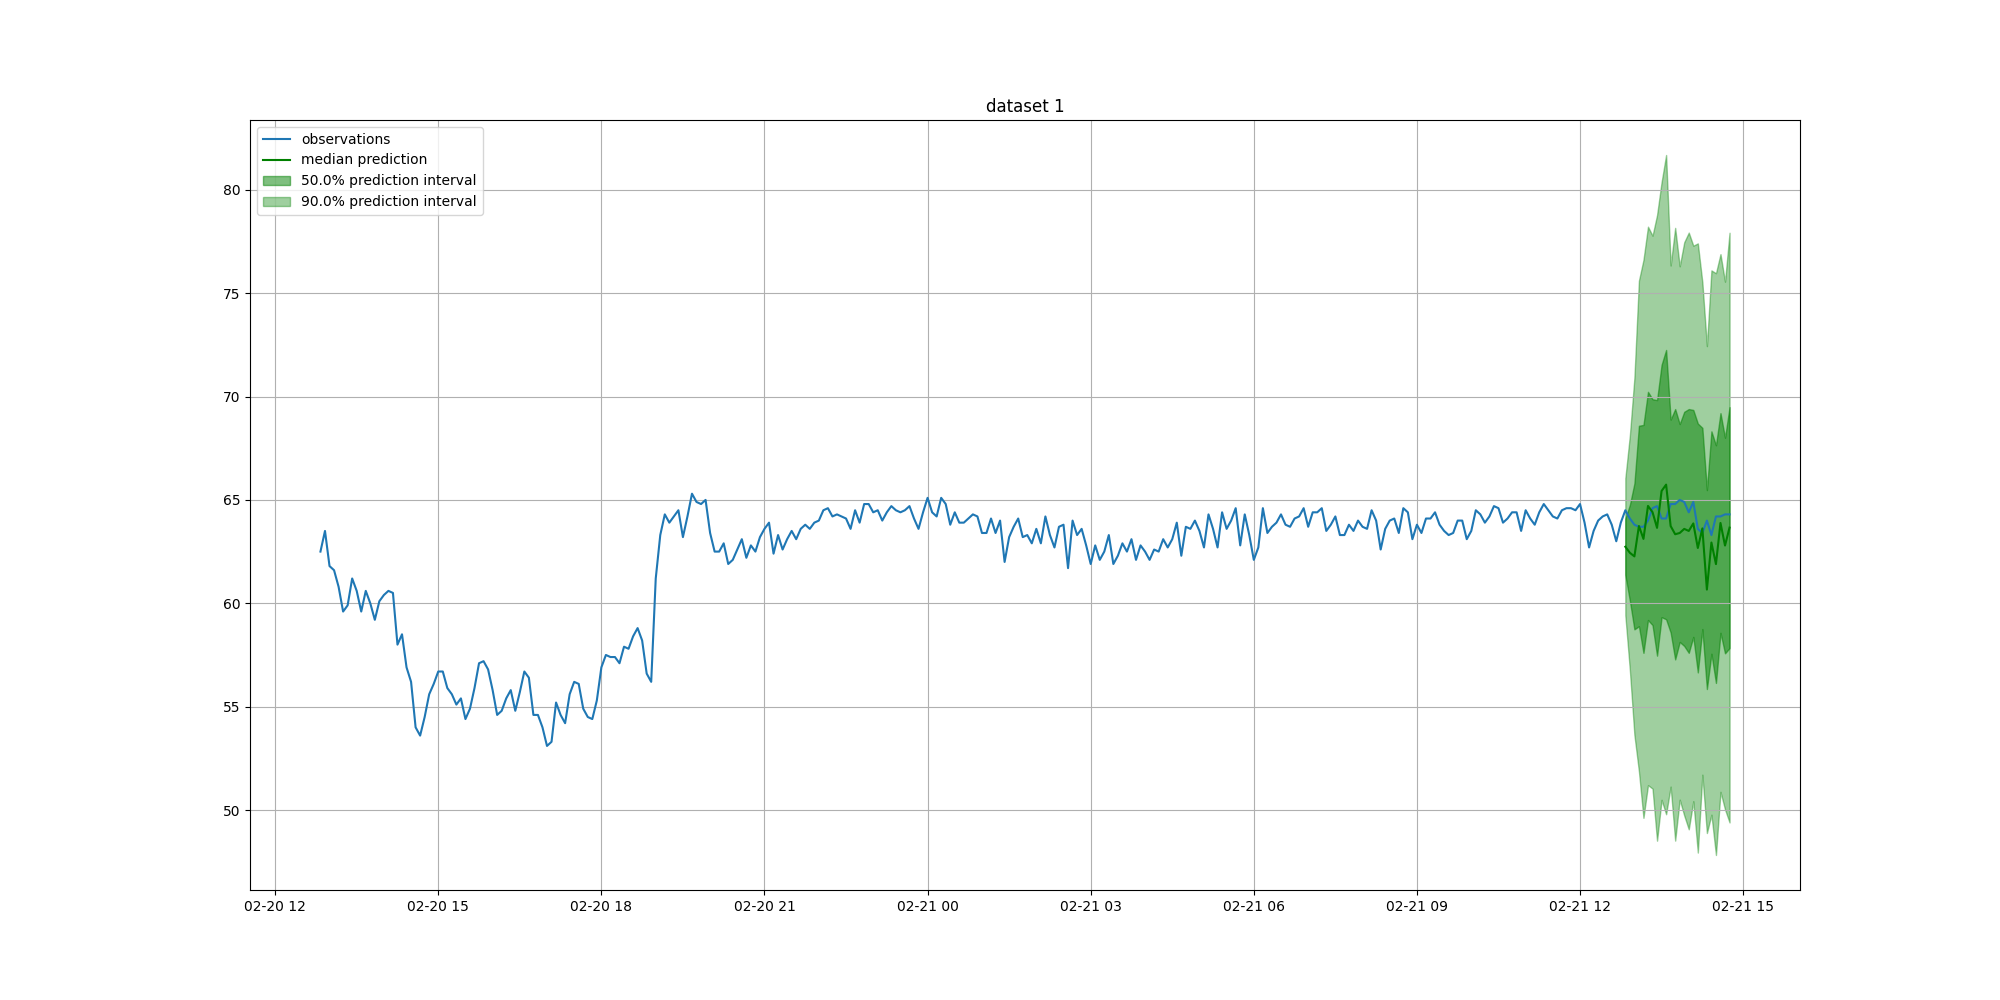 dataset 1
observations
median prediction
50.0% prediction interval
90.0% prediction interval
80
75
70
65
60
55
50
02-20 12 02-20 15 02-20 18 02-20 21 02-21 00 02-21 03 02-21 06 02-21 09 02-21 12 02-21 15